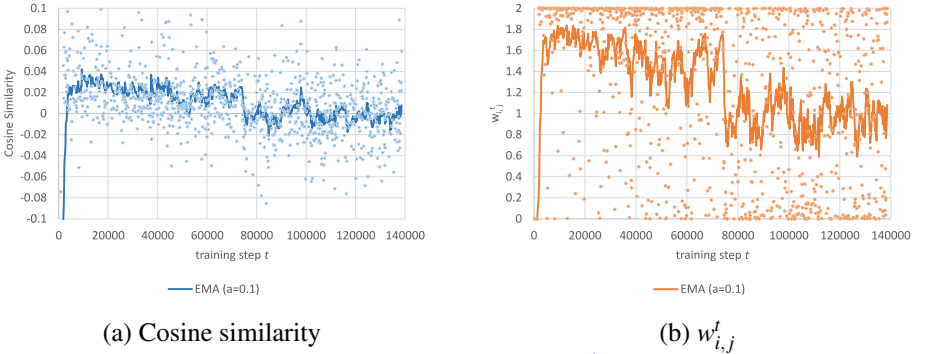 0.1
0.08
0.06
0.04
0.02
0
-0.02
-0.04
-0.06
-0.08
-0.1
Cosine Similarity
0 20000 40000 60000 80000 100000 120000 140000
training step t
EMA (a=0.1)
(a) Cosine similarity
2
1.8
1.6
1.4
1.2
1
0.8
0.6
0.4
0.2
0
w_{i,j}^t
0 20000 40000 60000 80000 100000 120000 140000
training step t
EMA (a=0.1)
(b) w_{i,j}^t